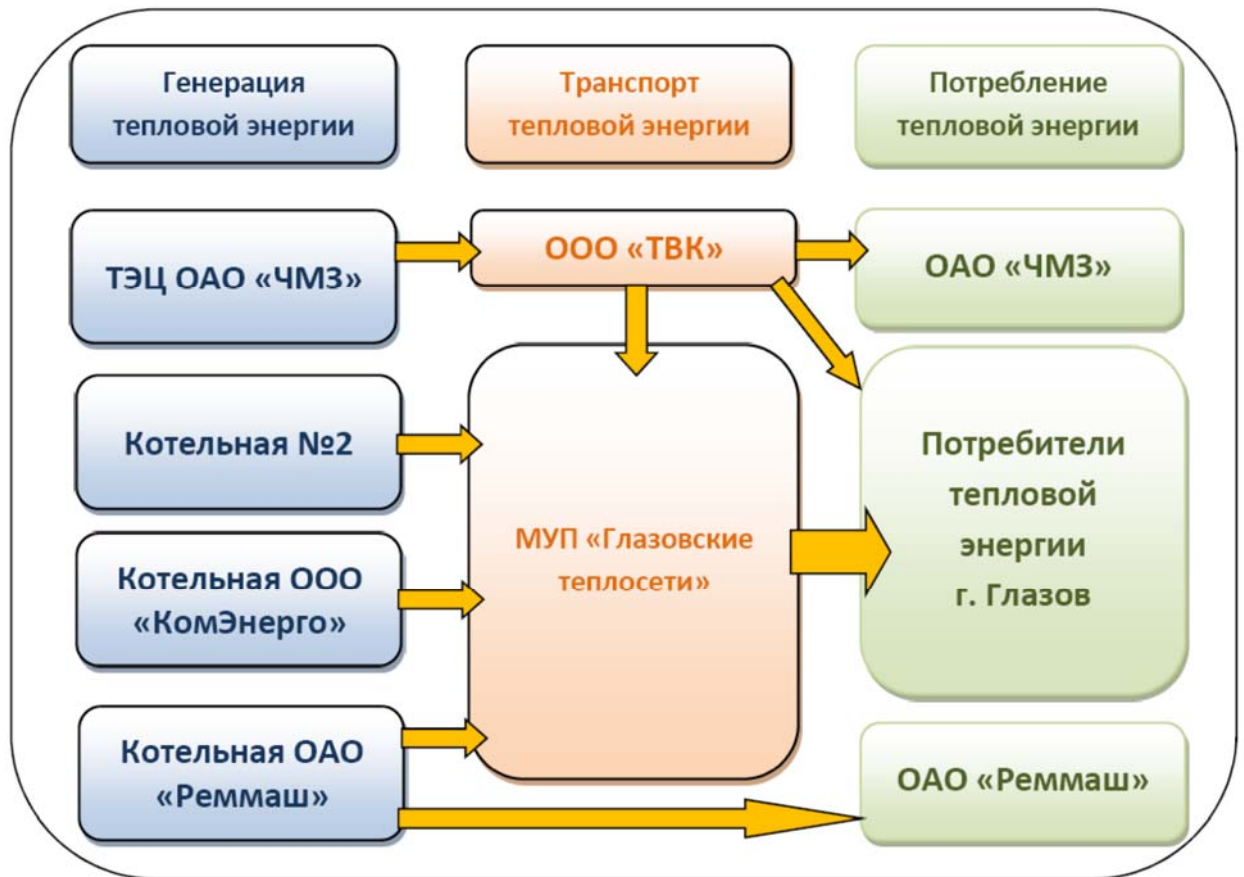 Генерация
тепловой энергии
Транспорт
тепловой энергии
Потребление
тепловой энергии
ТЭЦ ОАО «ЧМЗ»
ООО «ТВК»
ОАО «ЧМЗ»
Котельная №2
Котельная ООО
«КомЭнерго»
Котельная ОАО
«Реммаш»
МУП «Глазовские
теплосети»
Потребители
тепловой
энергии
г. Глазов
ОАО «Реммаш»